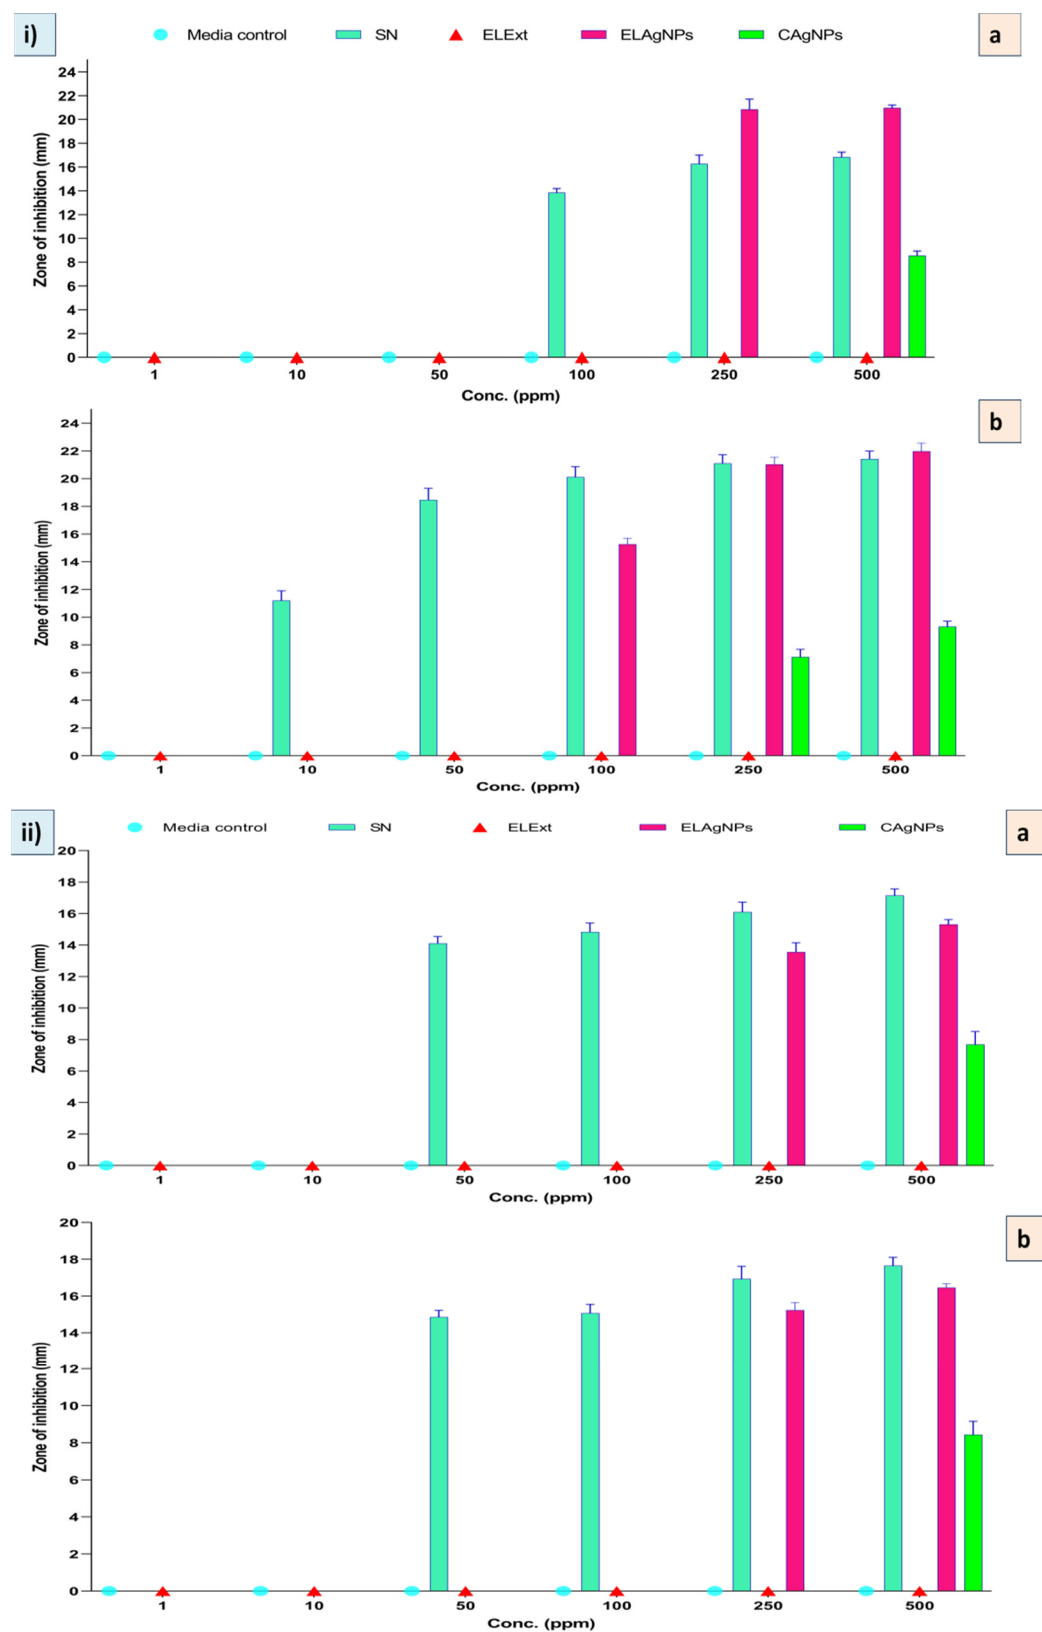 i)
Media control SN ELExt ELAgNPs CAgNPs
a
Zone of inhibition (mm)
24
22
20
18
16
14
12
10
8
6
4
2
0
1 10 50 100 250 500
Conc. (ppm)
b
Zone of inhibition (mm)
24
22
20
18
16
14
12
10
8
6
4
2
0
1 10 50 100 250 500
Conc. (ppm)
ii)
Media control SN ELExt ELAgNPs CAgNPs
a
Zone of inhibition (mm)
20
18
16
14
12
10
8
6
4
2
0
1 10 50 100 250 500
Conc. (ppm)
b
Zone of inhibition (mm)
20
18
16
14
12
10
8
6
4
2
0
1 10 50 100 250 500
Conc. (ppm)